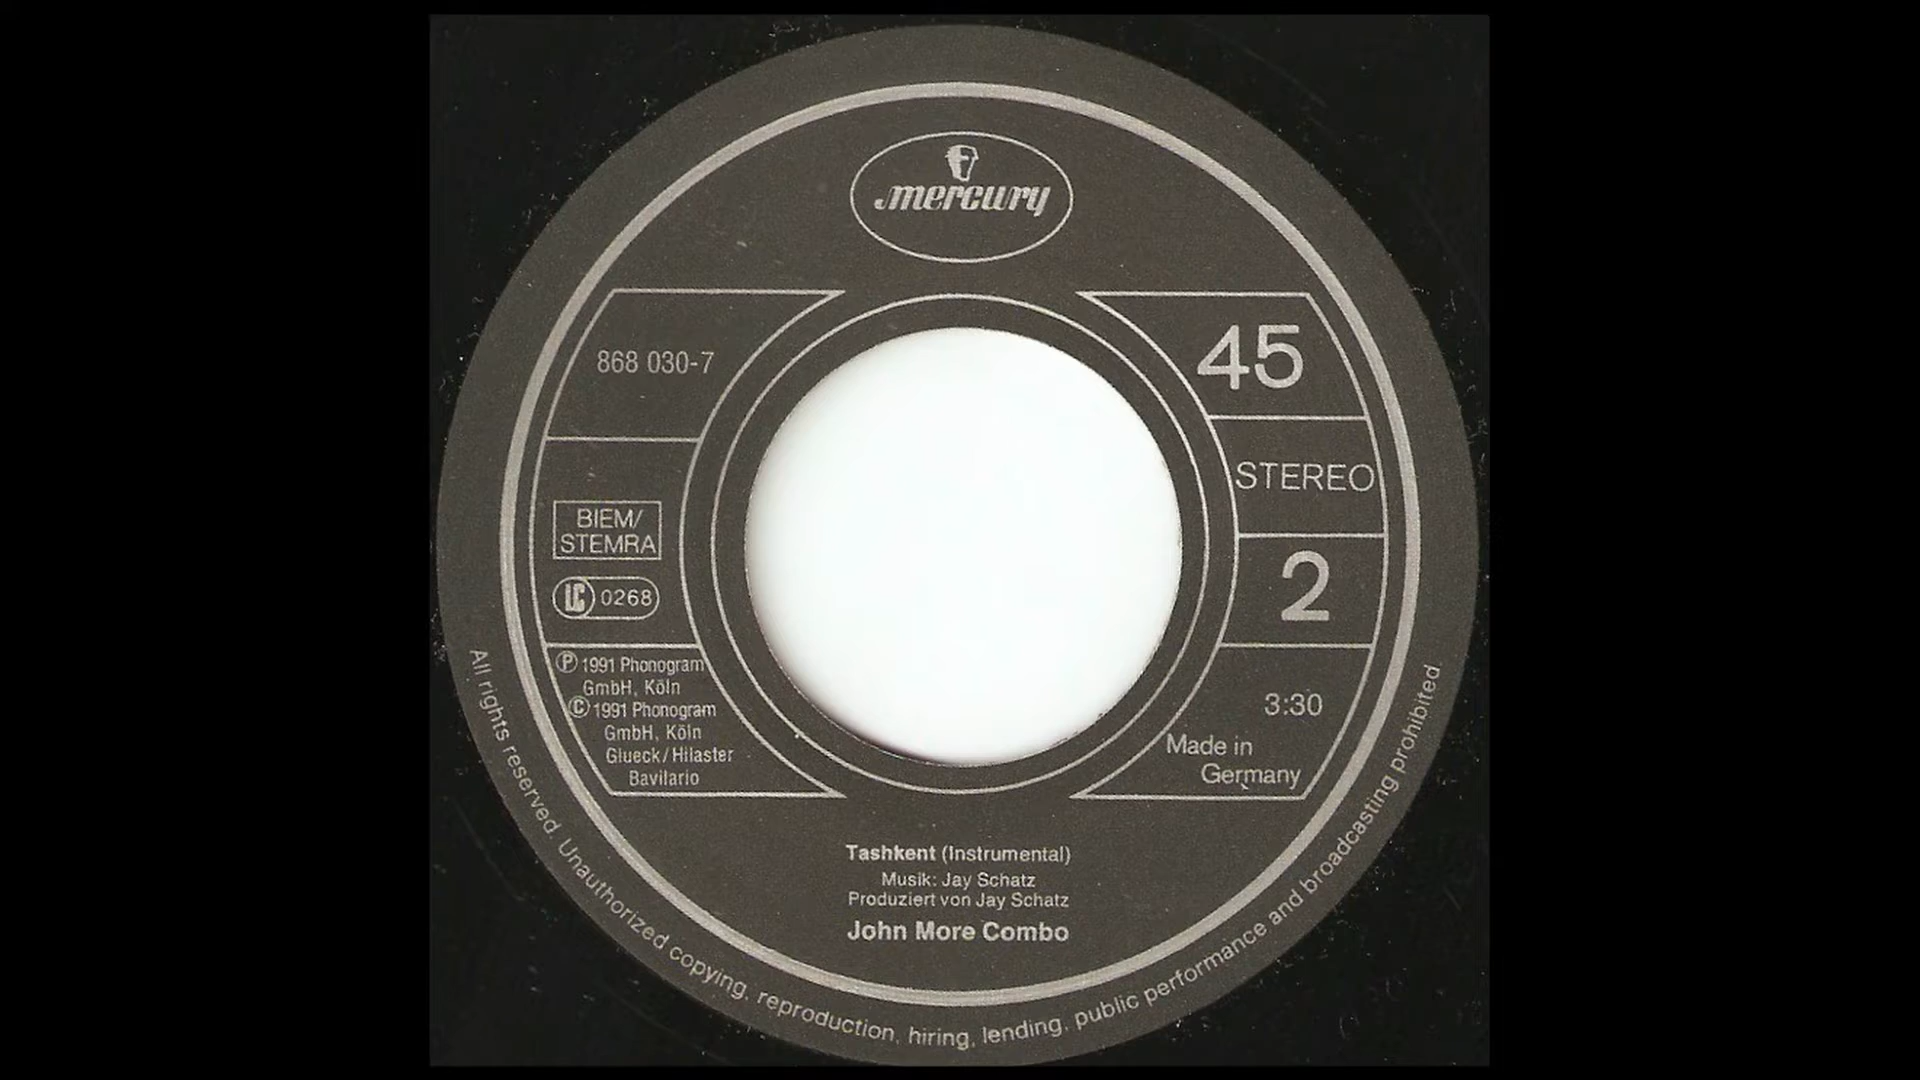 mercury
868 030-7
45
STEREO
BIEM/
STEMRA
LC 0268
2
Ⓟ 1991 Phonogram
GmbH, Köln
© 1991 Phonogram
GmbH, Köln
Glueck/Hilaster
Bavilario
3:30
Made in
Germany
Tashkent (Instrumental)
Musik: Jay Schatz
Produziert von Jay Schatz
John More Combo
All rights reserved. Unauthorized copying, reproduction, hiring, lending, public performance and broadcasting prohibited.